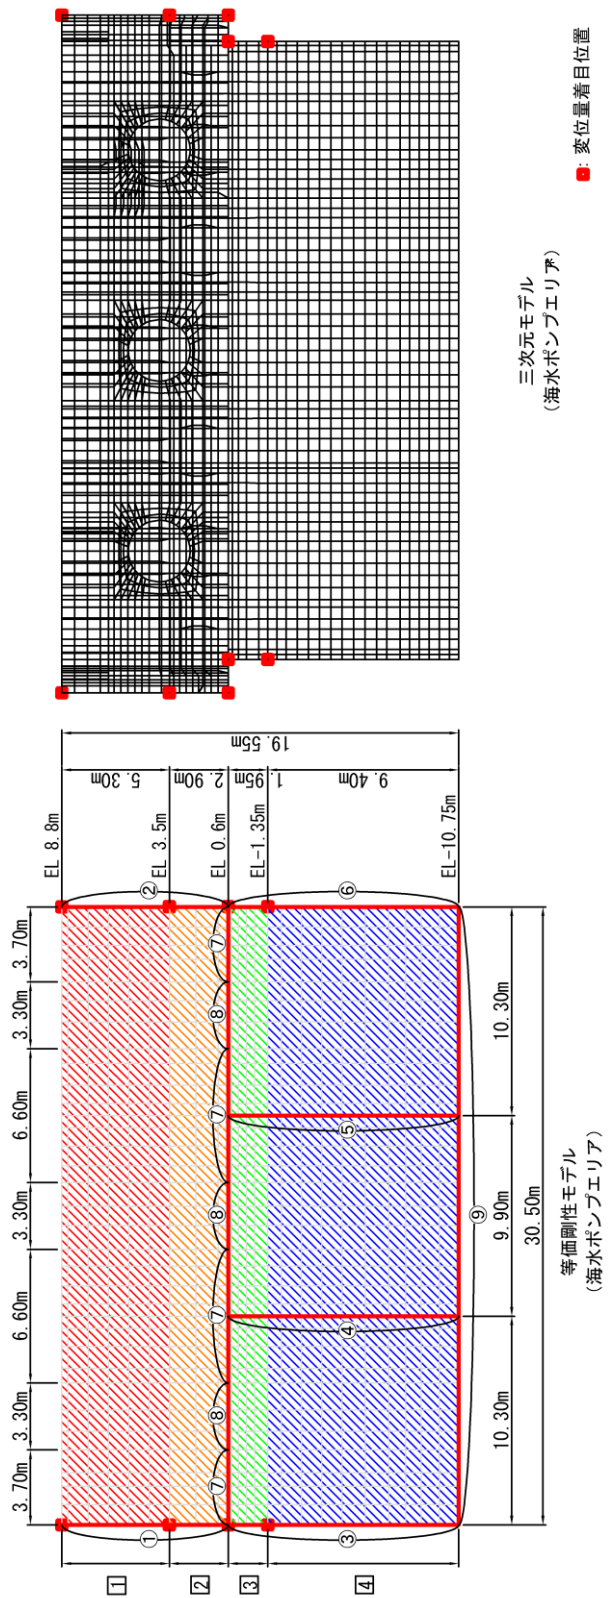 3.70m
3.30m
6.60m
3.30m
6.60m
3.30m
3.70m
EL 8.8m
EL 3.5m
EL 0.6m
EL-1.35m
EL-10.75m
5.30m
2.90m
1.95m
9.40m
19.55m
1
2
3
4
①
②
③
④
⑤
⑥
⑦
⑧
⑦
⑧
⑦
⑧
⑦
⑨
10.30m
9.90m
10.30m
30.50m
等価剛性モデル
(海水ポンプエリア)
三次元モデル
(海水ポンプエリア)
: 変位量着目位置